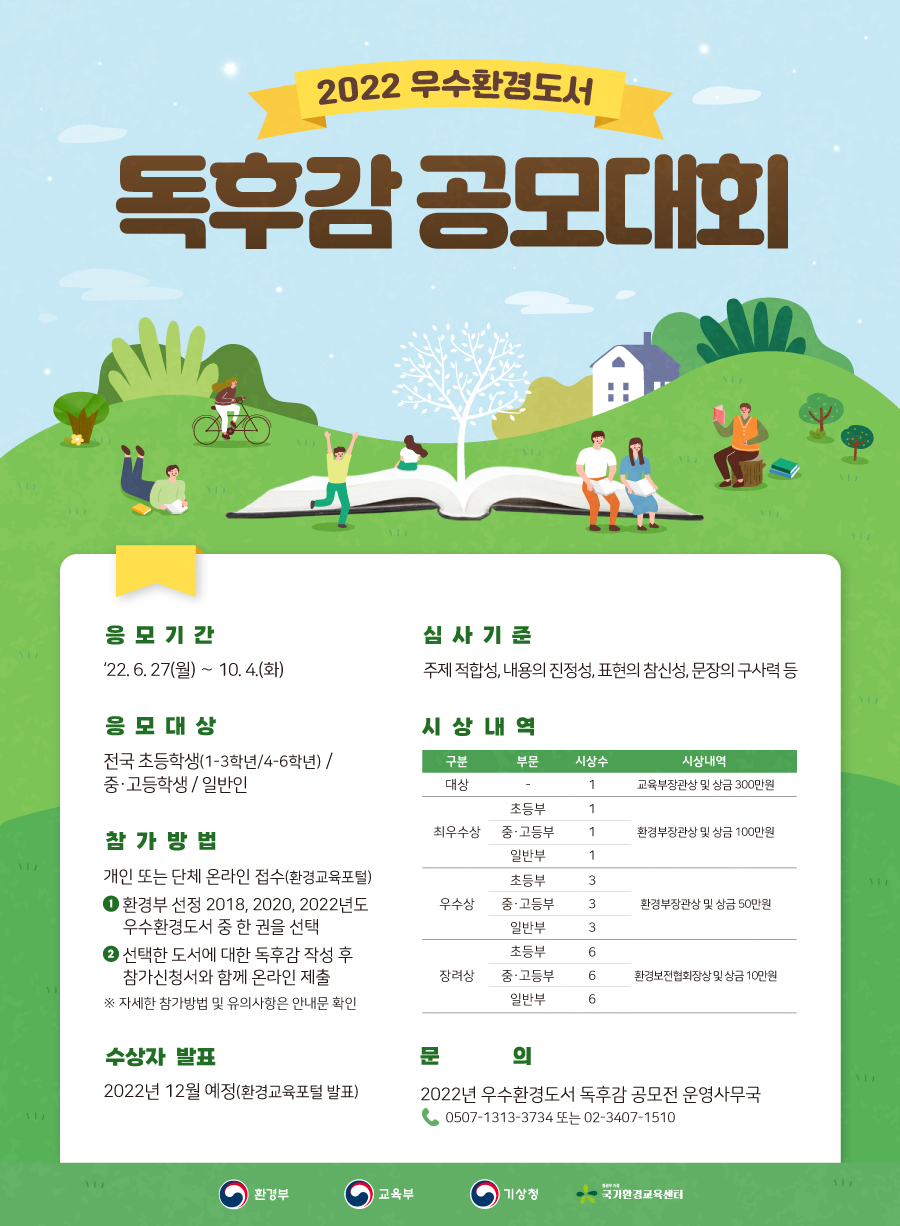 2022 우수환경도서
독후감 공모대회
응모기간
‘22. 6. 27(월) ~ 10. 4.(화)
응모대상
전국 초등학생(1-3학년/4-6학년) /
중·고등학생 / 일반인
참가방법
개인 또는 단체 온라인 접수(환경교육포털)
1 환경부 선정 2018, 2020, 2022년도
우수환경도서 중 한 권을 선택
2 선택한 도서에 대한 독후감 작성 후
참가신청서와 함께 온라인 제출
※ 자세한 참가방법 및 유의사항은 안내문 확인
수상자 발표
2022년 12월 예정(환경교육포털 발표)
심사기준
주제 적합성, 내용의 진정성, 표현의 참신성, 문장의 구사력 등
시상내역
구분 부문 시상수 시상내역
대상 - 1 교육부장관상 및 상금 300만원
초등부 1
최우수상 중·고등부 1 환경부장관상 및 상금 100만원
일반부 1
초등부 3
우수상 중·고등부 3 환경부장관상 및 상금 50만원
일반부 3
초등부 6
장려상 중·고등부 6 환경보전협회장상 및 상금 10만원
일반부 6
문 의
2022년 우수환경도서 독후감 공모전 운영사무국
0507-1313-3734 또는 02-3407-1510
환경부 교육부 기상청 국가환경교육센터